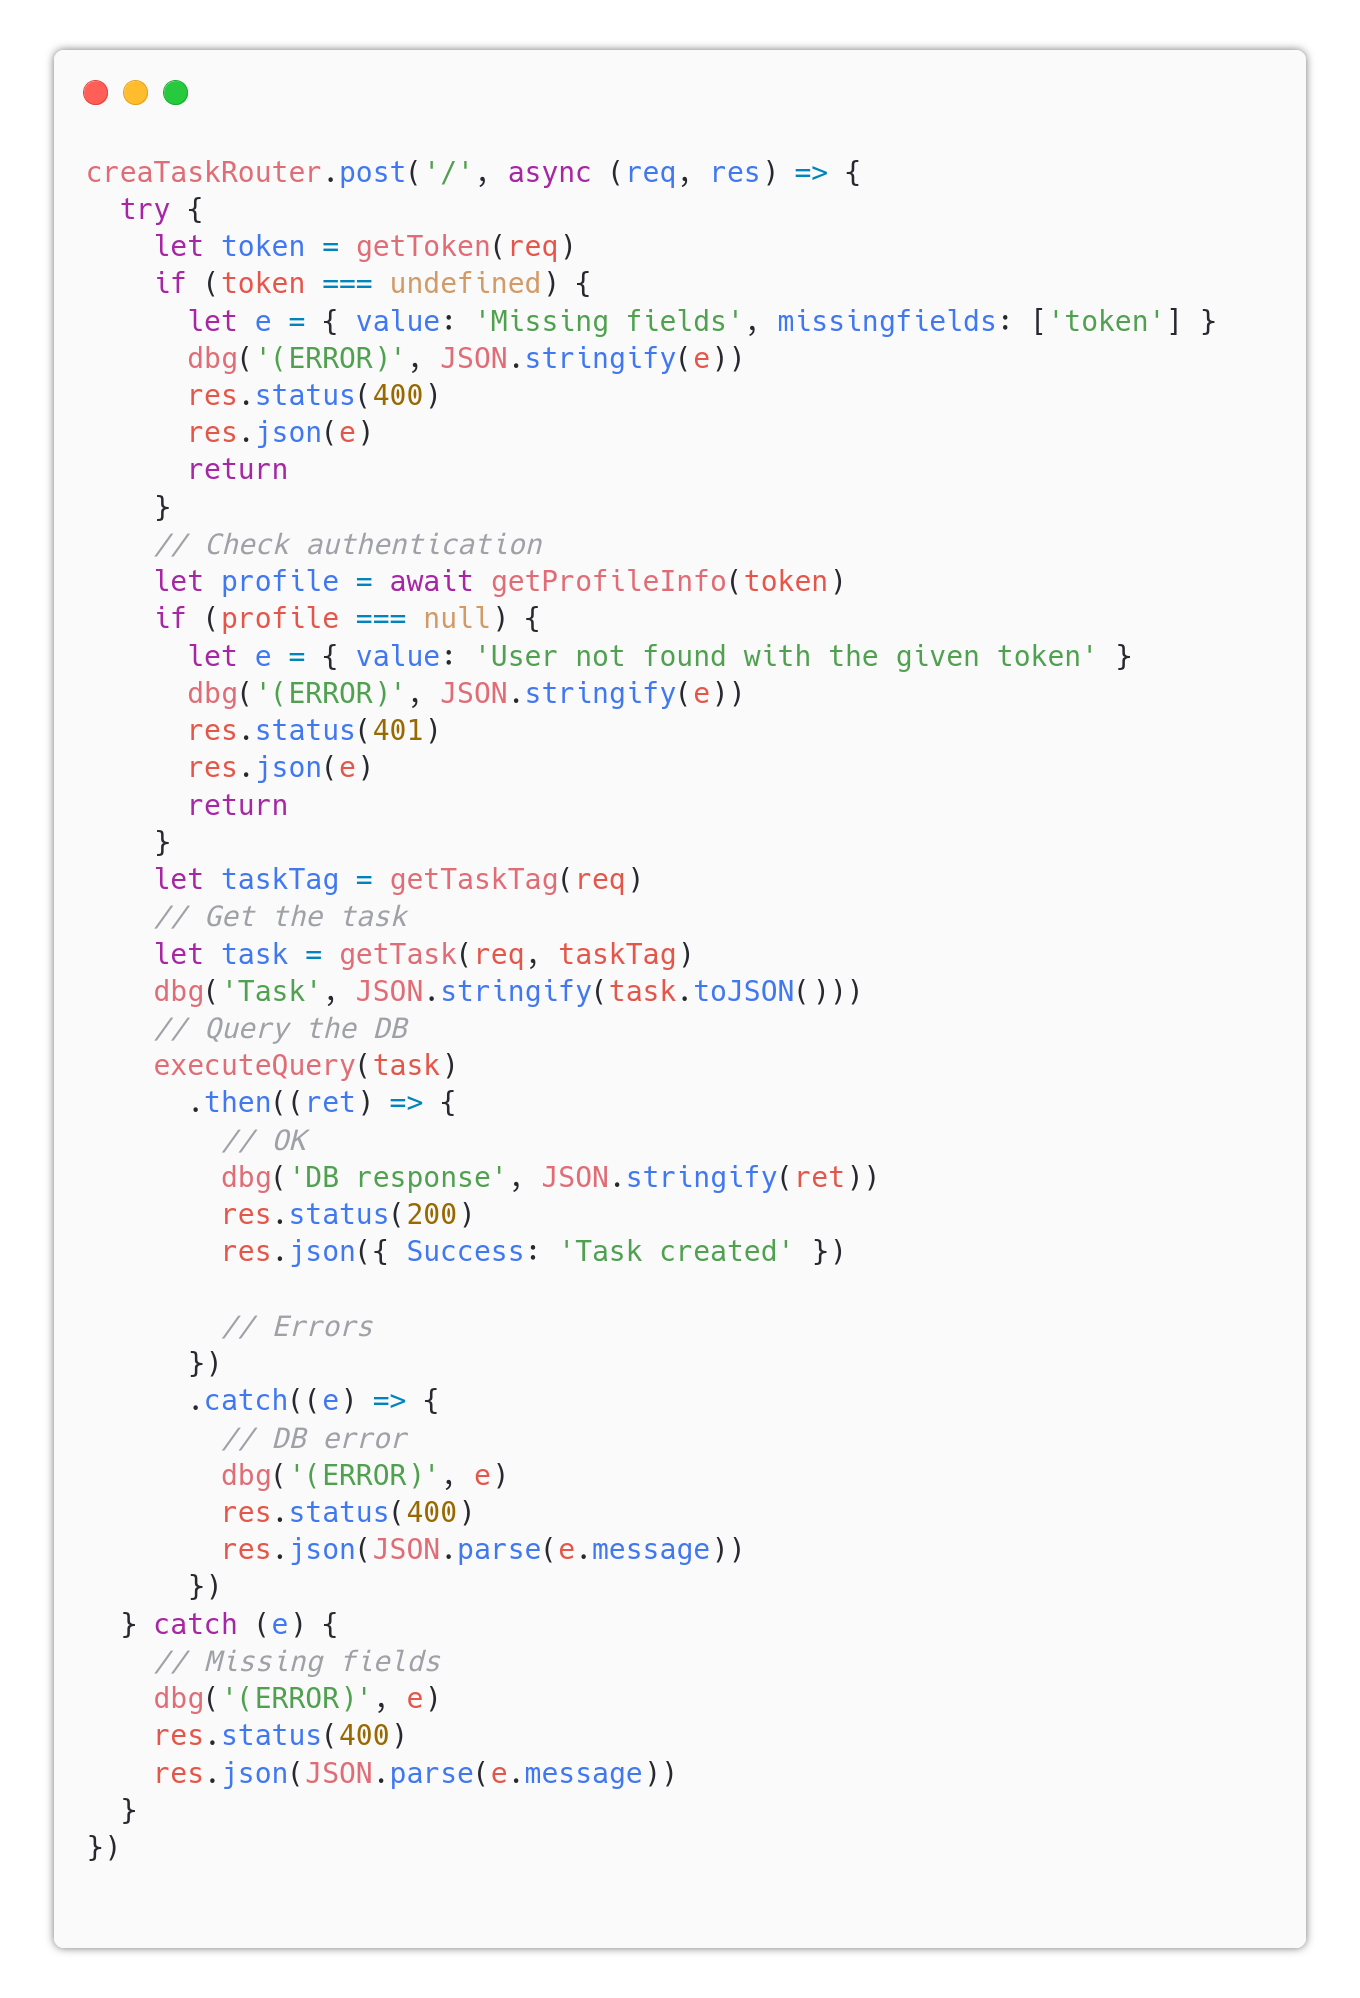 creaTaskRouter.post('/', async (req, res) => {
  try {
    let token = getToken(req)
    if (token === undefined) {
      let e = { value: 'Missing fields', missingfields: ['token'] }
      dbg('(ERROR)', JSON.stringify(e))
      res.status(400)
      res.json(e)
      return
    }
    // Check authentication
    let profile = await getProfileInfo(token)
    if (profile === null) {
      let e = { value: 'User not found with the given token' }
      dbg('(ERROR)', JSON.stringify(e))
      res.status(401)
      res.json(e)
      return
    }
    let taskTag = getTaskTag(req)
    // Get the task
    let task = getTask(req, taskTag)
    dbg('Task', JSON.stringify(task.toJSON()))
    // Query the DB
    executeQuery(task)
      .then((ret) => {
        // OK
        dbg('DB response', JSON.stringify(ret))
        res.status(200)
        res.json({ Success: 'Task created' })

        // Errors
      })
      .catch((e) => {
        // DB error
        dbg('(ERROR)', e)
        res.status(400)
        res.json(JSON.parse(e.message))
      })
  } catch (e) {
    // Missing fields
    dbg('(ERROR)', e)
    res.status(400)
    res.json(JSON.parse(e.message))
  }
})